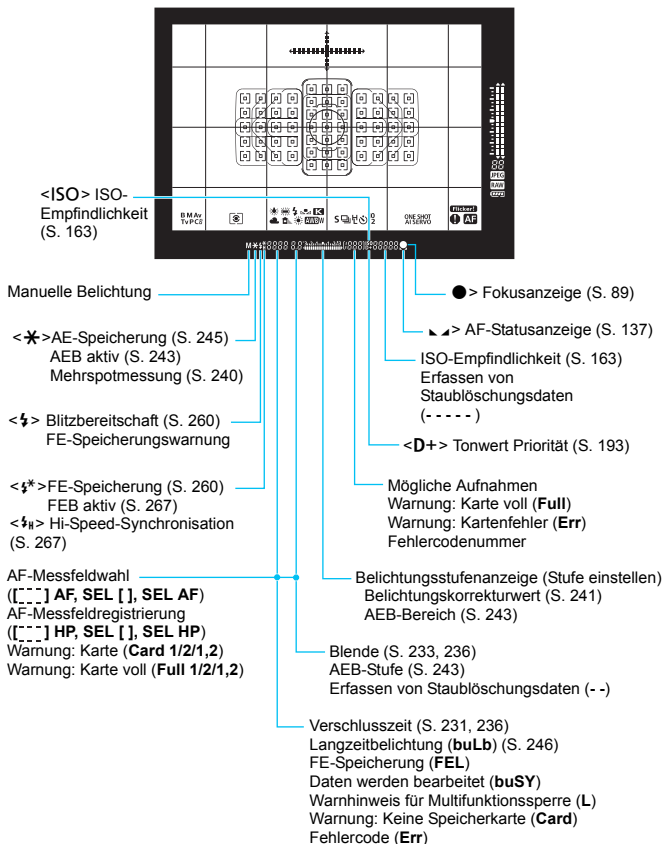 88
JPEG
RAW
Flicker!
B M Av
Tv P C
AWB W
K
S
2
ONE SHOT
AI SERVO
AF
<ISO> ISO-
Empfindlichkeit
(S. 163)
Manuelle Belichtung
●> Fokusanzeige (S. 89)
<✱>AE-Speicherung (S. 245)
AEB aktiv (S. 243)
Mehrspotmessung (S. 240)
◣◢> AF-Statusanzeige (S. 137)
ISO-Empfindlichkeit (S. 163)
Erfassen von
Staublöschungsdaten
(- - - - - )
<⚡> Blitzbereitschaft (S. 260)
FE-Speicherungswarnung
<D+> Tonwert Priorität (S. 193)
<⚡*>FE-Speicherung (S. 260)
FEB aktiv (S. 267)
<⚡H> Hi-Speed-Synchronisation
(S. 267)
Mögliche Aufnahmen
Warnung: Karte voll (Full)
Warnung: Kartenfehler (Err)
Fehlercodenummer
AF-Messfeldwahl
([---] AF, SEL [ ], SEL AF)
AF-Messfeldregistrierung
([---] HP, SEL [ ], SEL HP)
Warnung: Karte (Card 1/2/1,2)
Warnung: Karte voll (Full 1/2/1,2)
Belichtungsstufenanzeige (Stufe einstellen)
Belichtungskorrekturwert (S. 241)
AEB-Bereich (S. 243)
Blende (S. 233, 236)
AEB-Stufe (S. 243)
Erfassen von Staublöschungsdaten (- -)
Verschlusszeit (S. 231, 236)
Langzeitbelichtung (buLb) (S. 246)
FE-Speicherung (FEL)
Daten werden bearbeitet (buSY)
Warnhinweis für Multifunktionssperre (L)
Warnung: Keine Speicherkarte (Card)
Fehlercode (Err)